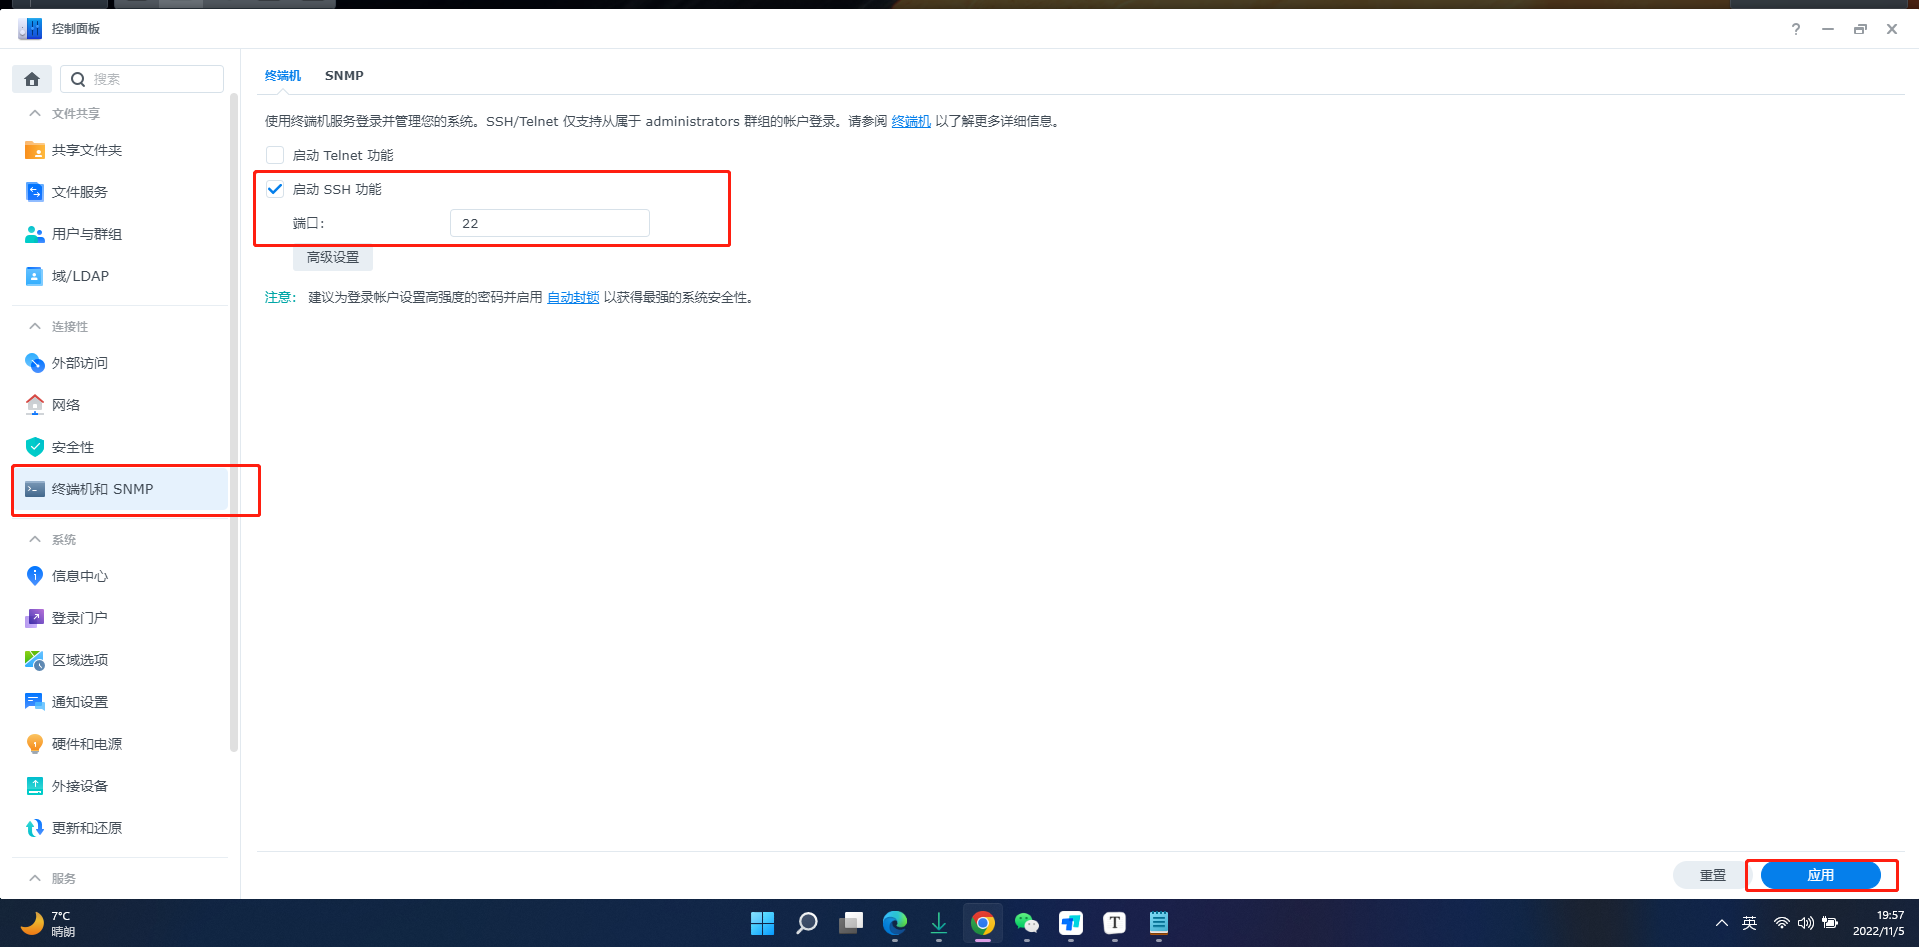 控制面板
搜索
文件共享
共享文件夹
文件服务
用户与群组
域/LDAP
连接性
外部访问
网络
安全性
终端机和 SNMP
系统
信息中心
登录门户
区域选项
通知设置
硬件和电源
外接设备
更新和还原
服务
终端机 SNMP
使用终端机服务登录并管理您的系统。SSH/Telnet 仅支持从属于 administrators 群组的帐户登录。请参阅 终端机 以了解更多详细信息。
启动 Telnet 功能
启动 SSH 功能
端口: 22
高级设置
注意: 建议为登录帐户设置高强度的密码并启用 自动封锁 以获得最强的系统安全性。
重置 应用
7°C
晴朗
英
19:57
2022/11/5